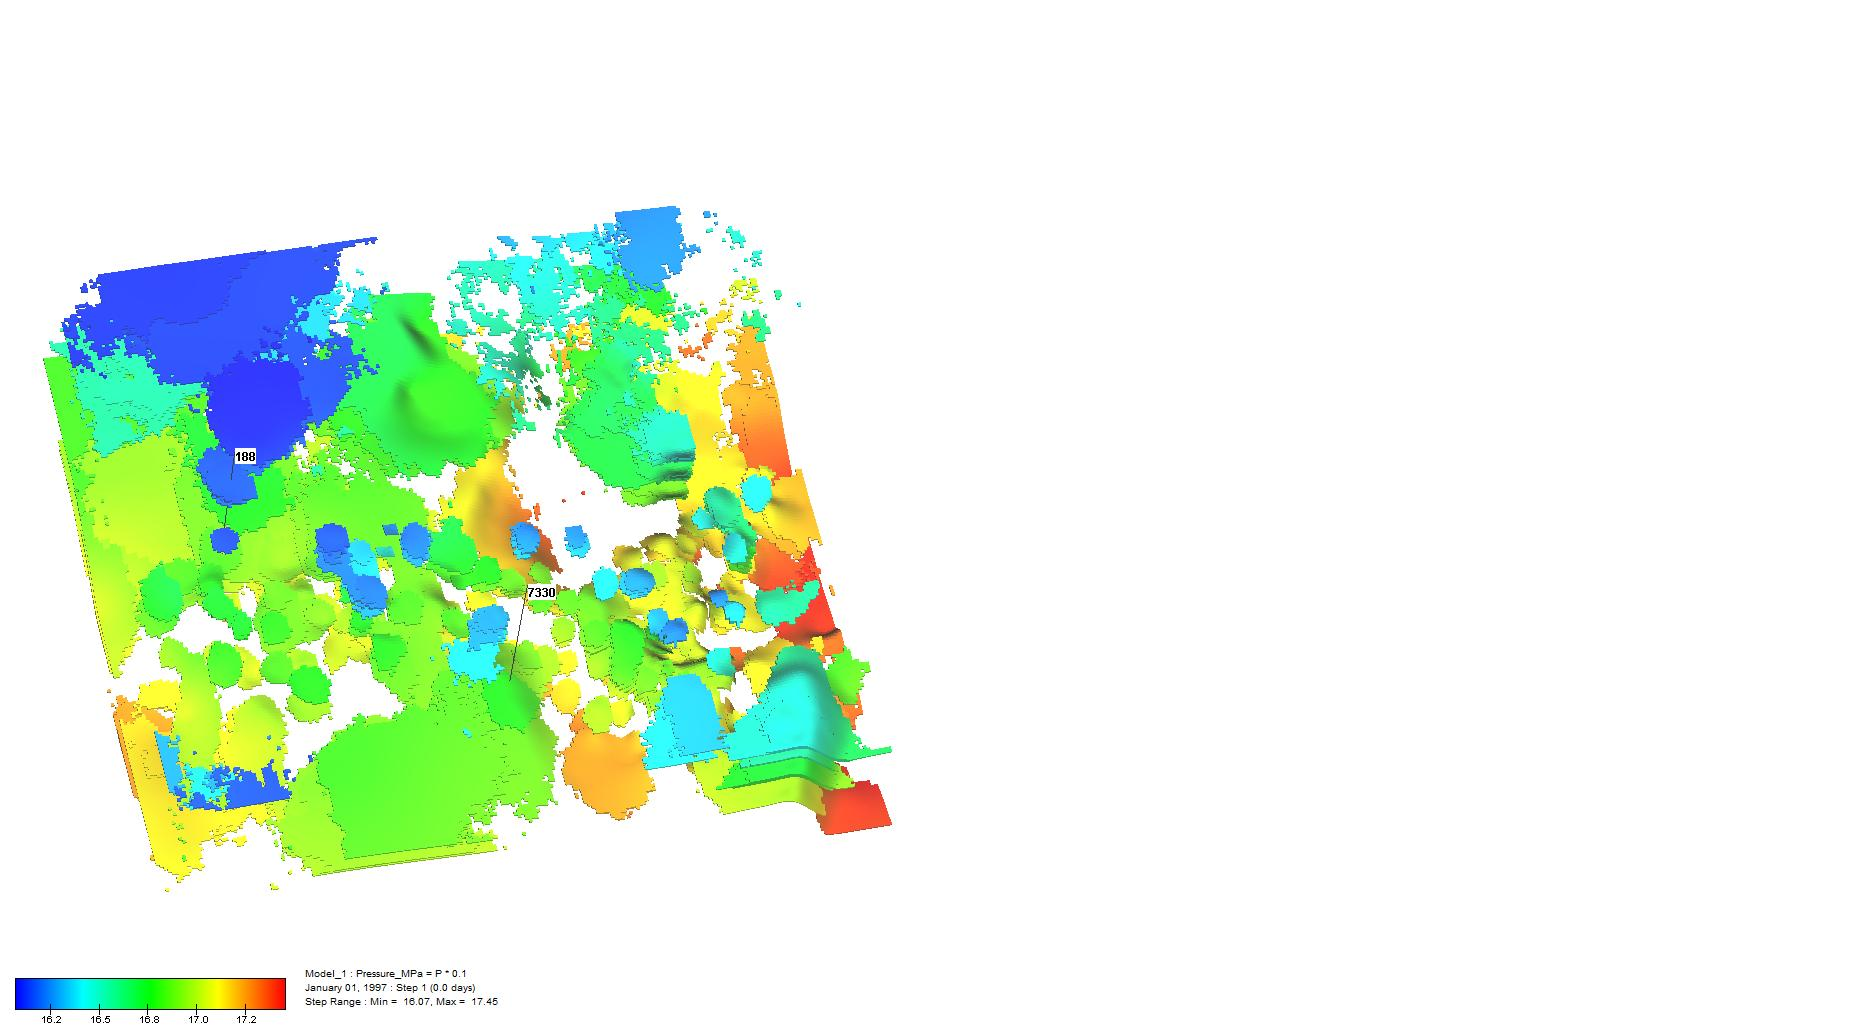 188
7330
Model_1 : Pressure_MPa = P * 0.1
January 01, 1997 : Step 1 (0.0 days)
Step Range : Min = 16.07, Max = 17.45
16.2 16.5 16.8 17.0 17.2